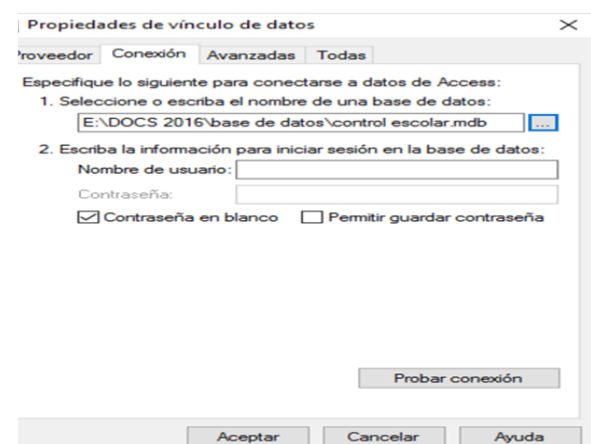 Propiedades de vínculo de datos
Proveedor Conexión Avanzadas Todas
Especifique lo siguiente para conectarse a datos de Access:
1. Seleccione o escriba el nombre de una base de datos:
E:\DOCS 2016\base de datos\control escolar.mdb ...
2. Escriba la información para iniciar sesión en la base de datos:
Nombre de usuario:
Contraseña:
Contraseña en blanco Permitir guardar contraseña
Probar conexión
Aceptar Cancelar Ayuda